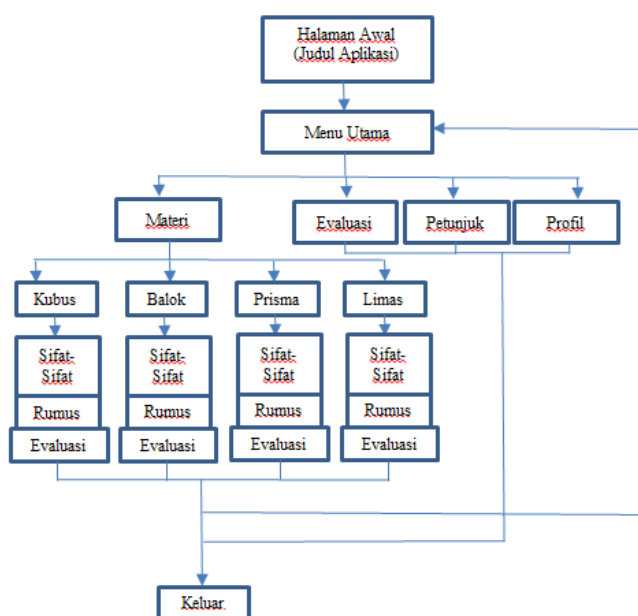 Halaman Awal
(Judul Aplikasi)
Menu Utama
Materi
Evaluasi
Petunjuk
Profil
Kubus
Balok
Prisma
Limas
Sifat-
Sifat
Sifat-
Sifat
Sifat-
Sifat
Sifat-
Sifat
Rumus
Rumus
Rumus
Rumus
Evaluasi
Evaluasi
Evaluasi
Evaluasi
Keluar.